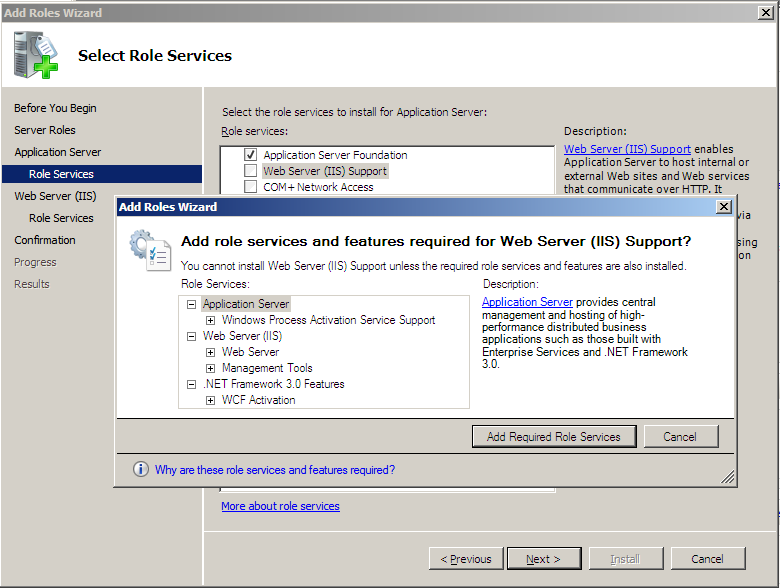 Add Roles Wizard
Select Role Services
Before You Begin
Server Roles
Application Server
Role Services
Web Server (IIS)
Role Services
Confirmation
Progress
Results
Select the role services to install for Application Server:
Role services:
Application Server Foundation
Web Server (IIS) Support
COM+ Network Access
Description:
Web Server (IIS) Support enables
Application Server to host internal or
external Web sites and Web services
that communicate over HTTP. It
via
sing
on
Add Roles Wizard
Add role services and features required for Web Server (IIS) Support?
You cannot install Web Server (IIS) Support unless the required role services and features are also installed.
Role Services:
Application Server
Windows Process Activation Service Support
Web Server (IIS)
Web Server
Management Tools
.NET Framework 3.0 Features
WCF Activation
Description:
Application Server provides central
management and hosting of high-
performance distributed business
applications such as those built with
Enterprise Services and .NET Framework
3.0.
Add Required Role Services
Cancel
Why are these role services and features required?
More about role services
< Previous
Next >
Install
Cancel